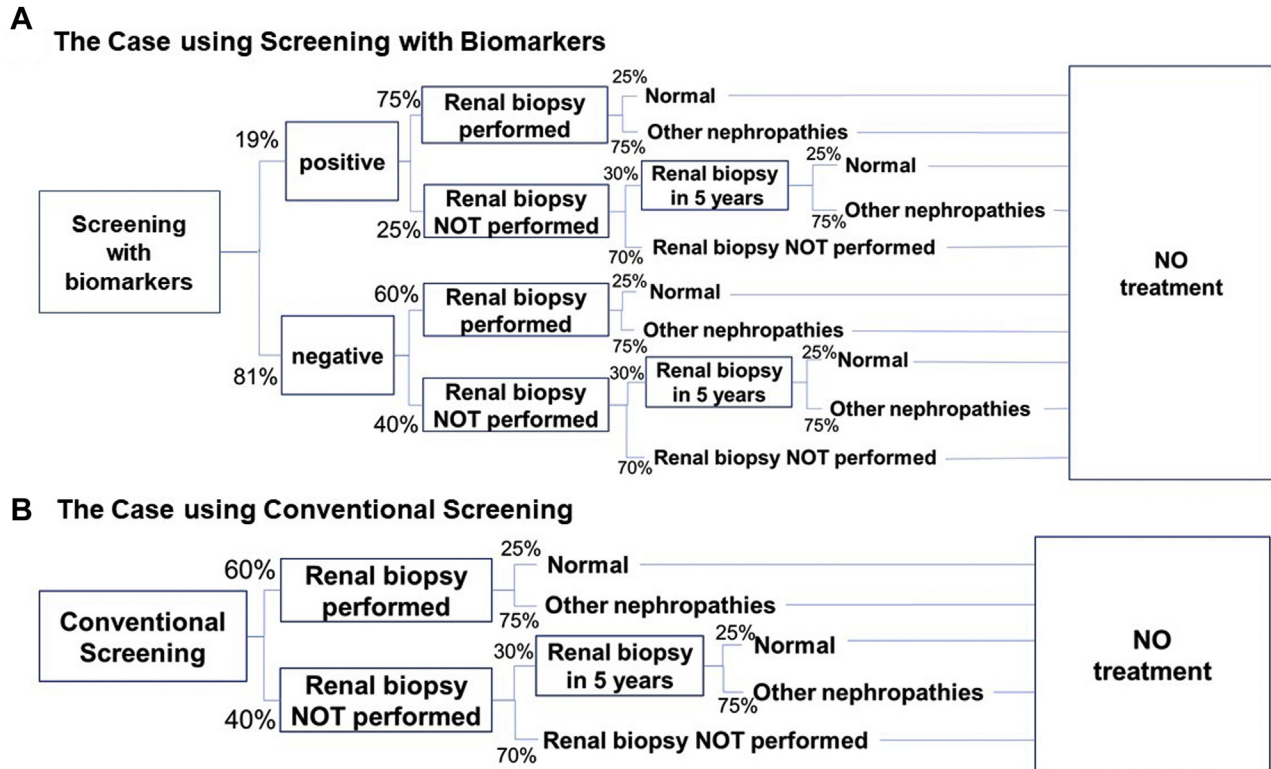 A
The Case using Screening with Biomarkers
Screening
with
biomarkers
19%
positive
75%
Renal biopsy
performed
25%
Normal
75%
Other nephropathies
25%
Renal biopsy
NOT performed
30%
Renal biopsy
in 5 years
25%
Normal
75%
Other nephropathies
70%
Renal biopsy NOT performed
81%
negative
60%
Renal biopsy
performed
25%
Normal
75%
Other nephropathies
40%
Renal biopsy
NOT performed
30%
Renal biopsy
in 5 years
25%
Normal
75%
Other nephropathies
70%
Renal biopsy NOT performed
NO
treatment
B
The Case using Conventional Screening
Conventional
Screening
60%
Renal biopsy
performed
25%
Normal
75%
Other nephropathies
40%
Renal biopsy
NOT performed
30%
Renal biopsy
in 5 years
25%
Normal
75%
Other nephropathies
70%
Renal biopsy NOT performed
NO
treatment